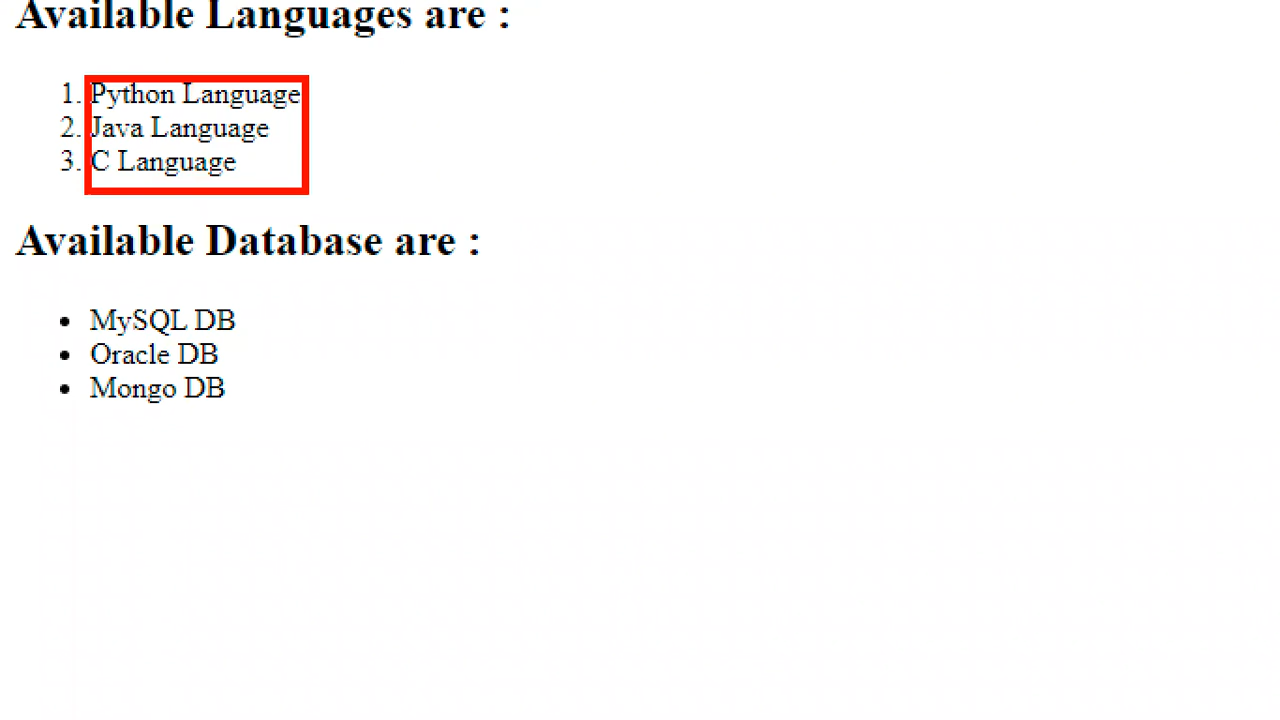 Available Languages are :
1. Python Language
2. Java Language
3. C Language
Available Database are :
• MySQL DB
• Oracle DB
• Mongo DB